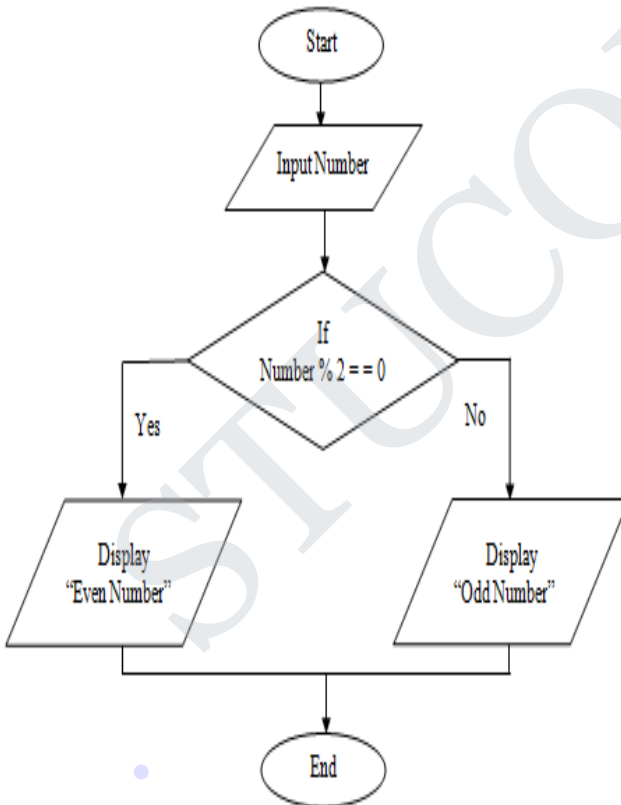 Start
Input Number
If
Number % 2 = = 0
Yes
No
Display
“Even Number”
Display
“Odd Number”
End
STUCO